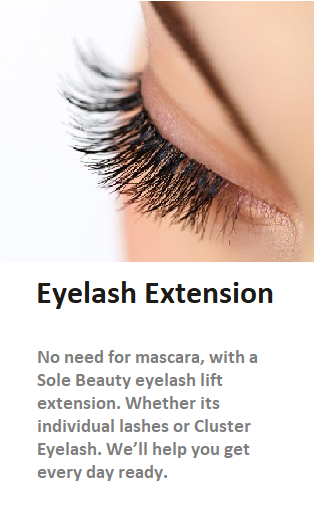 Eyelash Extension
No need for mascara, with a
Sole Beauty eyelash lift
extension. Whether its
individual lashes or Cluster
Eyelash. We’ll help you get
every day ready.